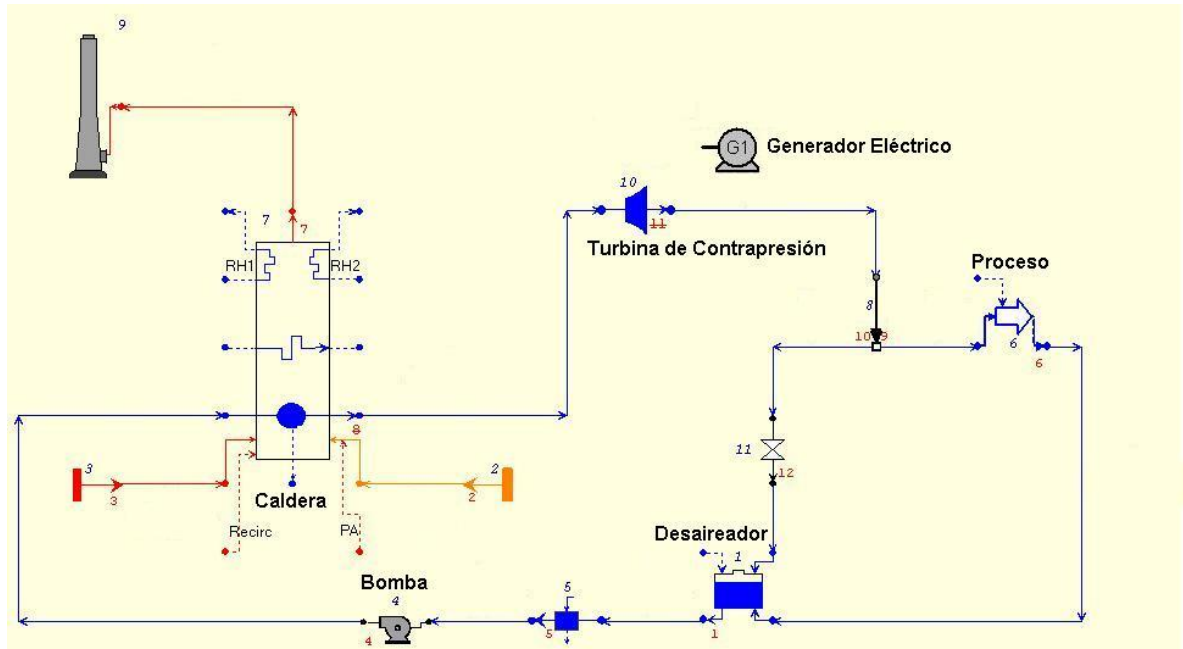 9
G1 Generador Eléctrico
10
11
Turbina de Contrapresión
7
7
RH1 RH2
Proceso
8
10 9
6
6
8
3
3
2
2
Caldera
11
12
Recirc PA
Desaireador
1
Bomba
4
4
5
5
1